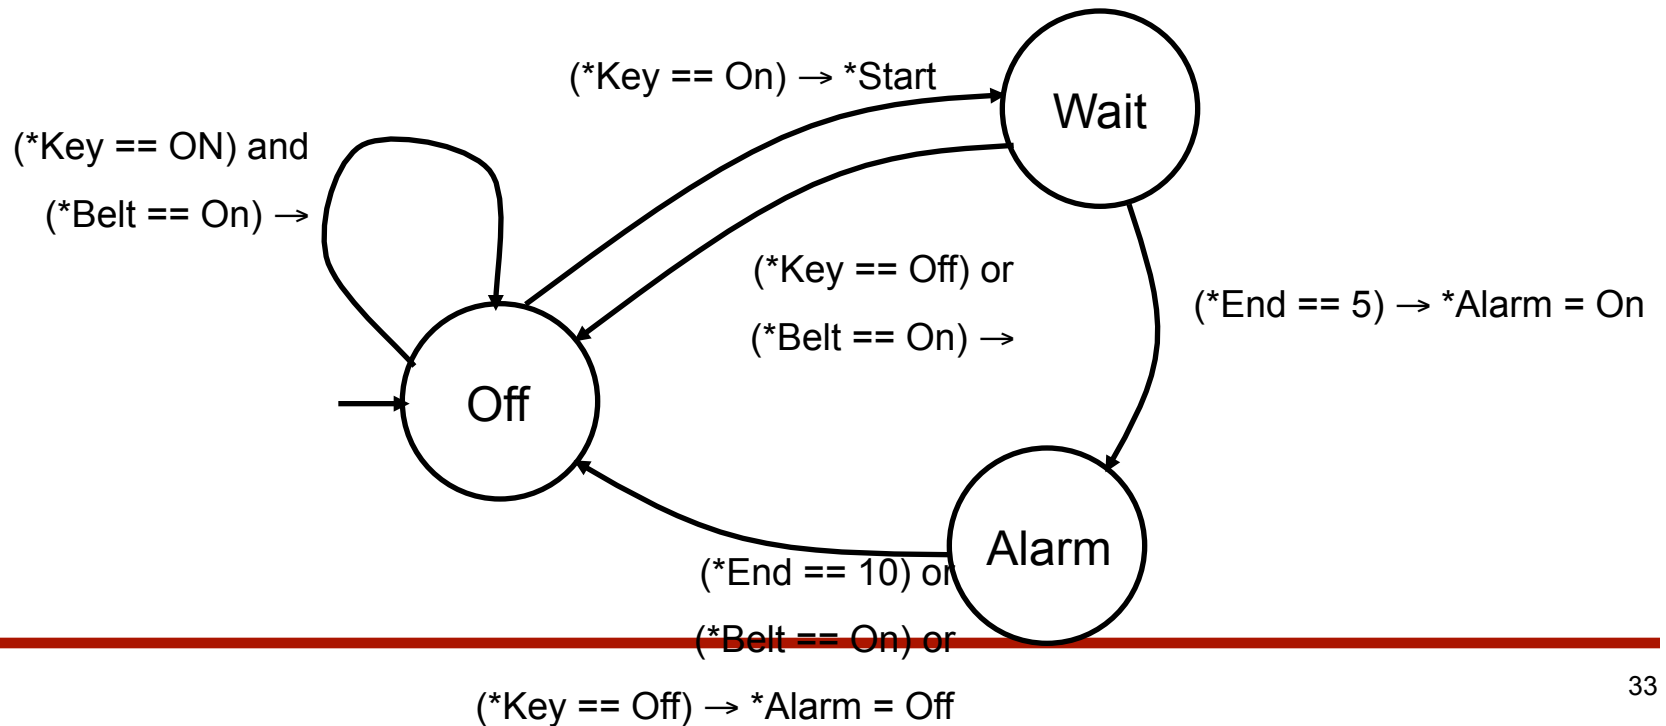 (*Key == On) → *Start
Wait
(*Key == ON) and
(*Belt == On) →
(*Key == Off) or
(*Belt == On) →
(*End == 5) → *Alarm = On
Off
Alarm
(*End == 10) or
(*Belt == On) or
(*Key == Off) → *Alarm = Off
33